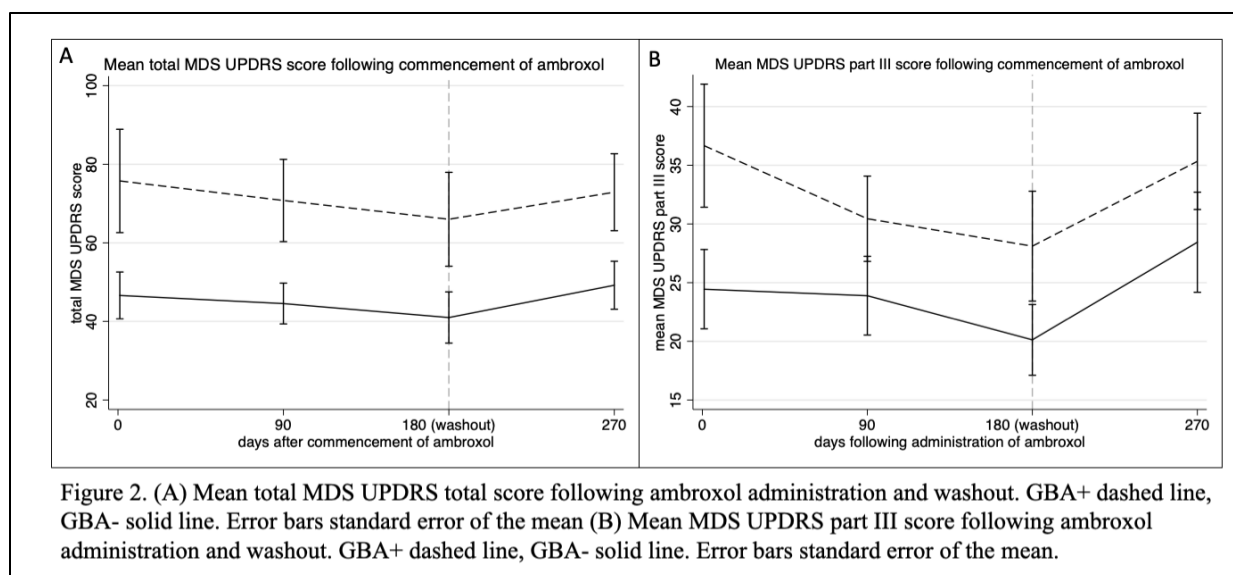 A
Mean total MDS UPDRS score following commencement of ambroxol
total MDS UPDRS score
100
80
60
40
20
0
90
180 (washout)
270
days after commencement of ambroxol
B
Mean MDS UPDRS part III score following commencement of ambroxol
mean MDS UPDRS part III score
40
35
30
25
20
15
0
90
180 (washout)
270
days following administration of ambroxol
Figure 2. (A) Mean total MDS UPDRS total score following ambroxol administration and washout. GBA+ dashed line,
GBA- solid line. Error bars standard error of the mean (B) Mean MDS UPDRS part III score following ambroxol
administration and washout. GBA+ dashed line, GBA- solid line. Error bars standard error of the mean.